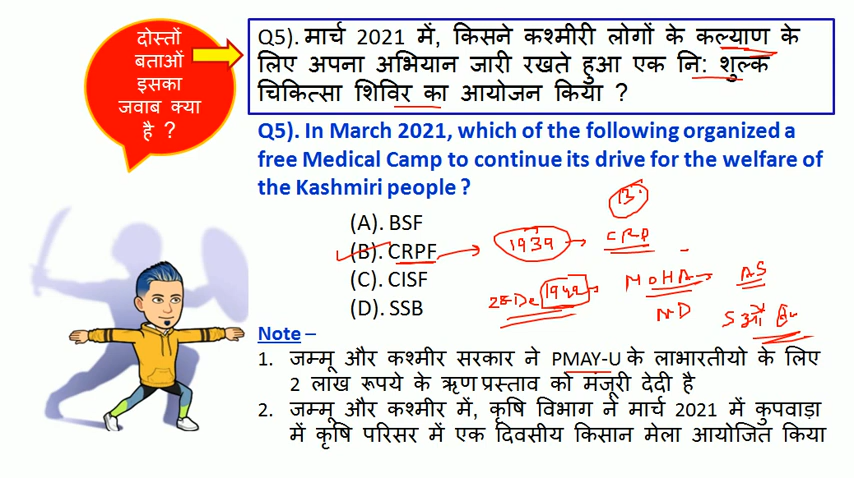 दोस्तों
बताओं
इसका
जवाब क्या
है ?
Q5). मार्च 2021 में, किसने कश्मीरी लोगों के कल्याण के
लिए अपना अभियान जारी रखते हुआ एक नि: शुल्क
चिकित्सा शिविर का आयोजन किया ?
Q5). In March 2021, which of the following organized a
free Medical Camp to continue its drive for the welfare of
the Kashmiri people ?
(A). BSF
(B). CRPF
(C). CISF
(D). SSB
1939
CRP
1949
MOHA
AS
ND
Note –
1. जम्मू और कश्मीर सरकार ने PMAY-U के लाभारतीयो के लिए
2 लाख रूपये के ऋण प्रस्ताव को मंजूरी देदी है
2. जम्मू और कश्मीर में, कृषि विभाग ने मार्च 2021 में कुपवाड़ा
में कृषि परिसर में एक दिवसीय किसान मेला आयोजित किया